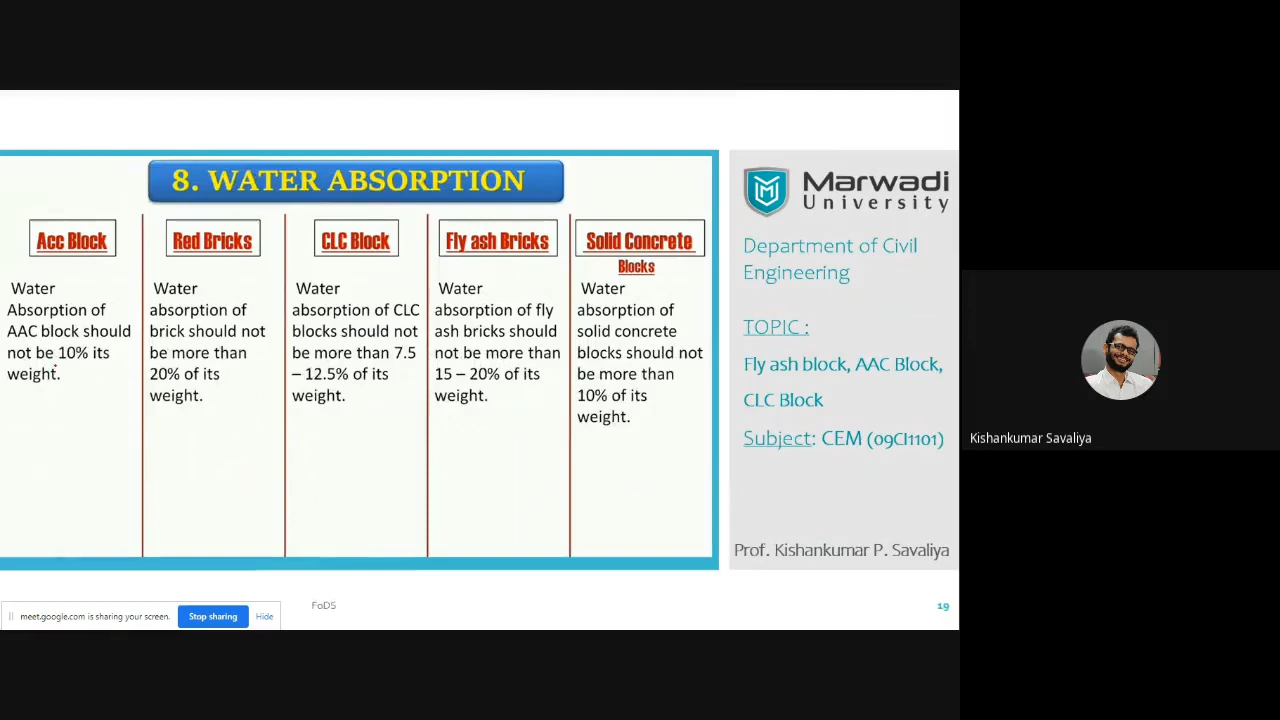 8. WATER ABSORPTION
Acc Block
Water
Absorption of
AAC block should
not be 10% its
weight.
Red Bricks
Water
absorption of
brick should not
be more than
20% of its
weight.
CLC Block
Water
absorption of CLC
blocks should not
be more than 7.5
– 12.5% of its
weight.
Fly ash Bricks
Water
absorption of fly
ash bricks should
not be more than
15 – 20% of its
weight.
Solid Concrete
Blocks
Water
absorption of
solid concrete
blocks should not
be more than
10% of its
weight.
Marwadi
University
Department of Civil
Engineering
TOPIC :
Fly ash block, AAC Block,
CLC Block
Subject: CEM (09CI1101)
Prof. Kishankumar P. Savaliya
Kishankumar Savaliya
meet.google.com is sharing your screen.
Stop sharing
Hide
FoDS
19